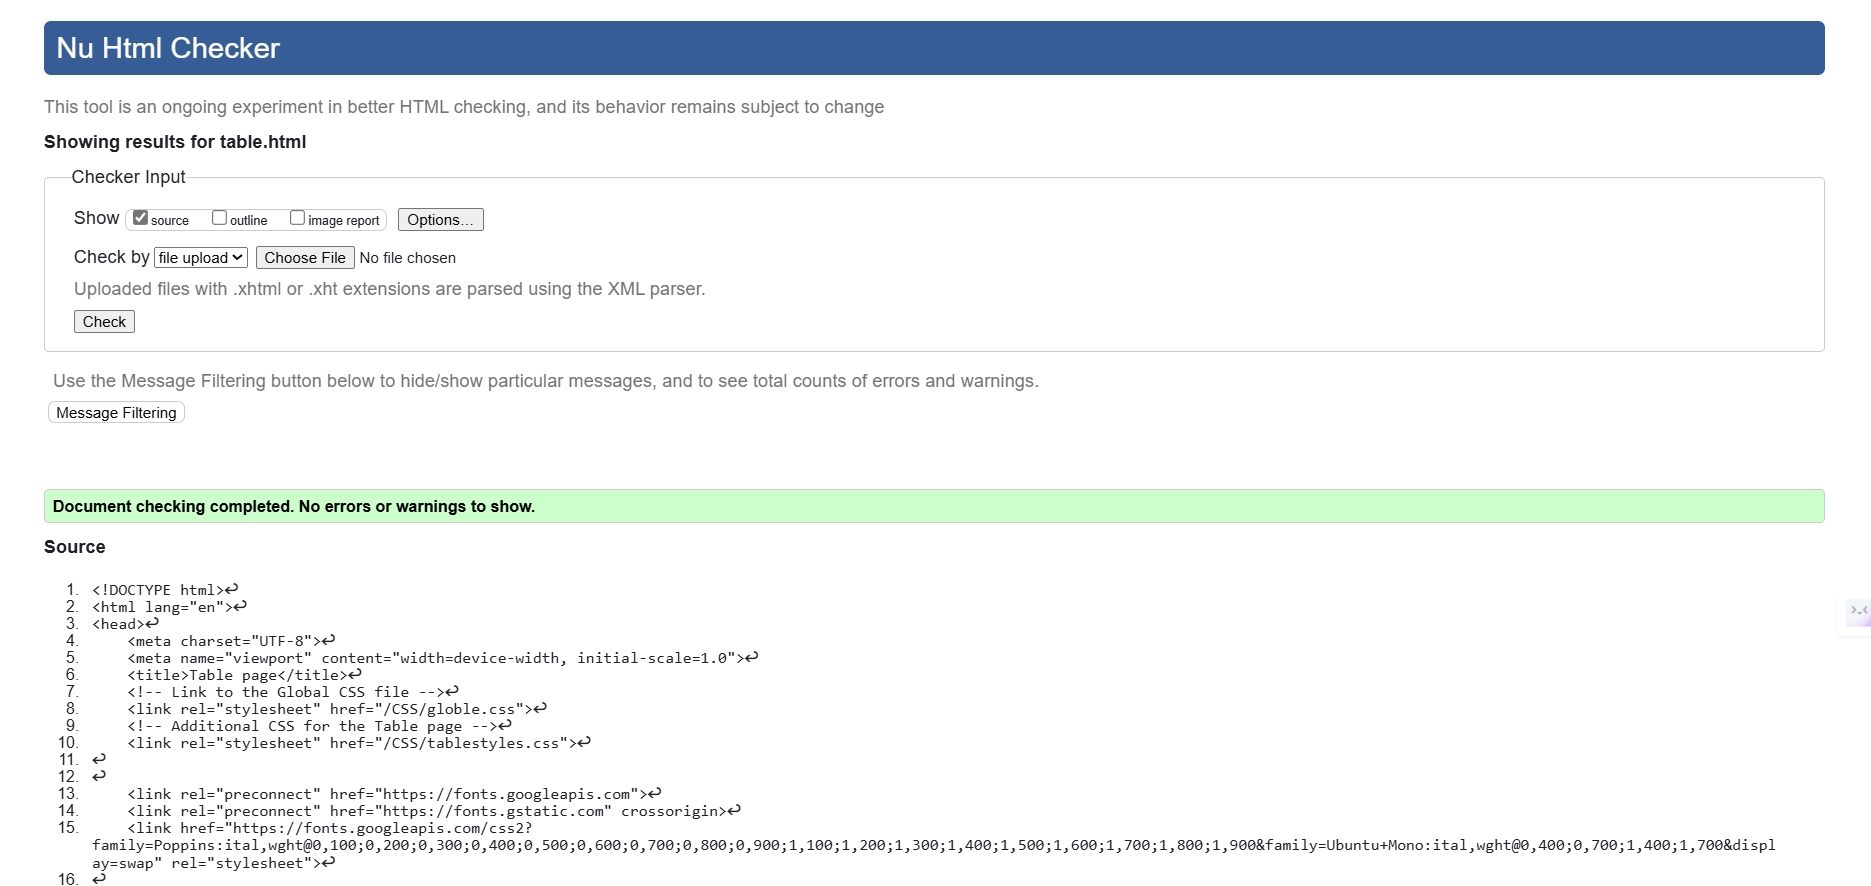 Nu Html Checker
This tool is an ongoing experiment in better HTML checking, and its behavior remains subject to change
Showing results for table.html
Checker Input
Show source outline image report Options...
Check by file upload Choose File No file chosen
Uploaded files with .xhtml or .xht extensions are parsed using the XML parser.
Check
Use the Message Filtering button below to hide/show particular messages, and to see total counts of errors and warnings.
Message Filtering
Document checking completed. No errors or warnings to show.
Source
1. <!DOCTYPE html>↩
2. <html lang="en">↩
3. <head>↩
4.     <meta charset="UTF-8">↩
5.     <meta name="viewport" content="width=device-width, initial-scale=1.0">↩
6.     <title>Table page</title>↩
7.     <!-- Link to the Global CSS file -->↩
8.     <link rel="stylesheet" href="/CSS/globle.css">↩
9.     <!-- Additional CSS for the Table page -->↩
10.     <link rel="stylesheet" href="/CSS/tablestyles.css">↩
11. ↩
12. ↩
13.     <link rel="preconnect" href="https://fonts.googleapis.com">↩
14.     <link rel="preconnect" href="https://fonts.gstatic.com" crossorigin>↩
15.     <link href="https://fonts.googleapis.com/css2?
family=Poppins:ital,wght@0,100;0,200;0,300;0,400;0,500;0,600;0,700;0,800;0,900;1,100;1,200;1,300;1,400;1,500;1,600;1,700;1,800;1,900&family=Ubuntu+Mono:ital,wght@0,400;0,700;1,400;1,700&displ
ay=swap" rel="stylesheet">↩
16. ↩